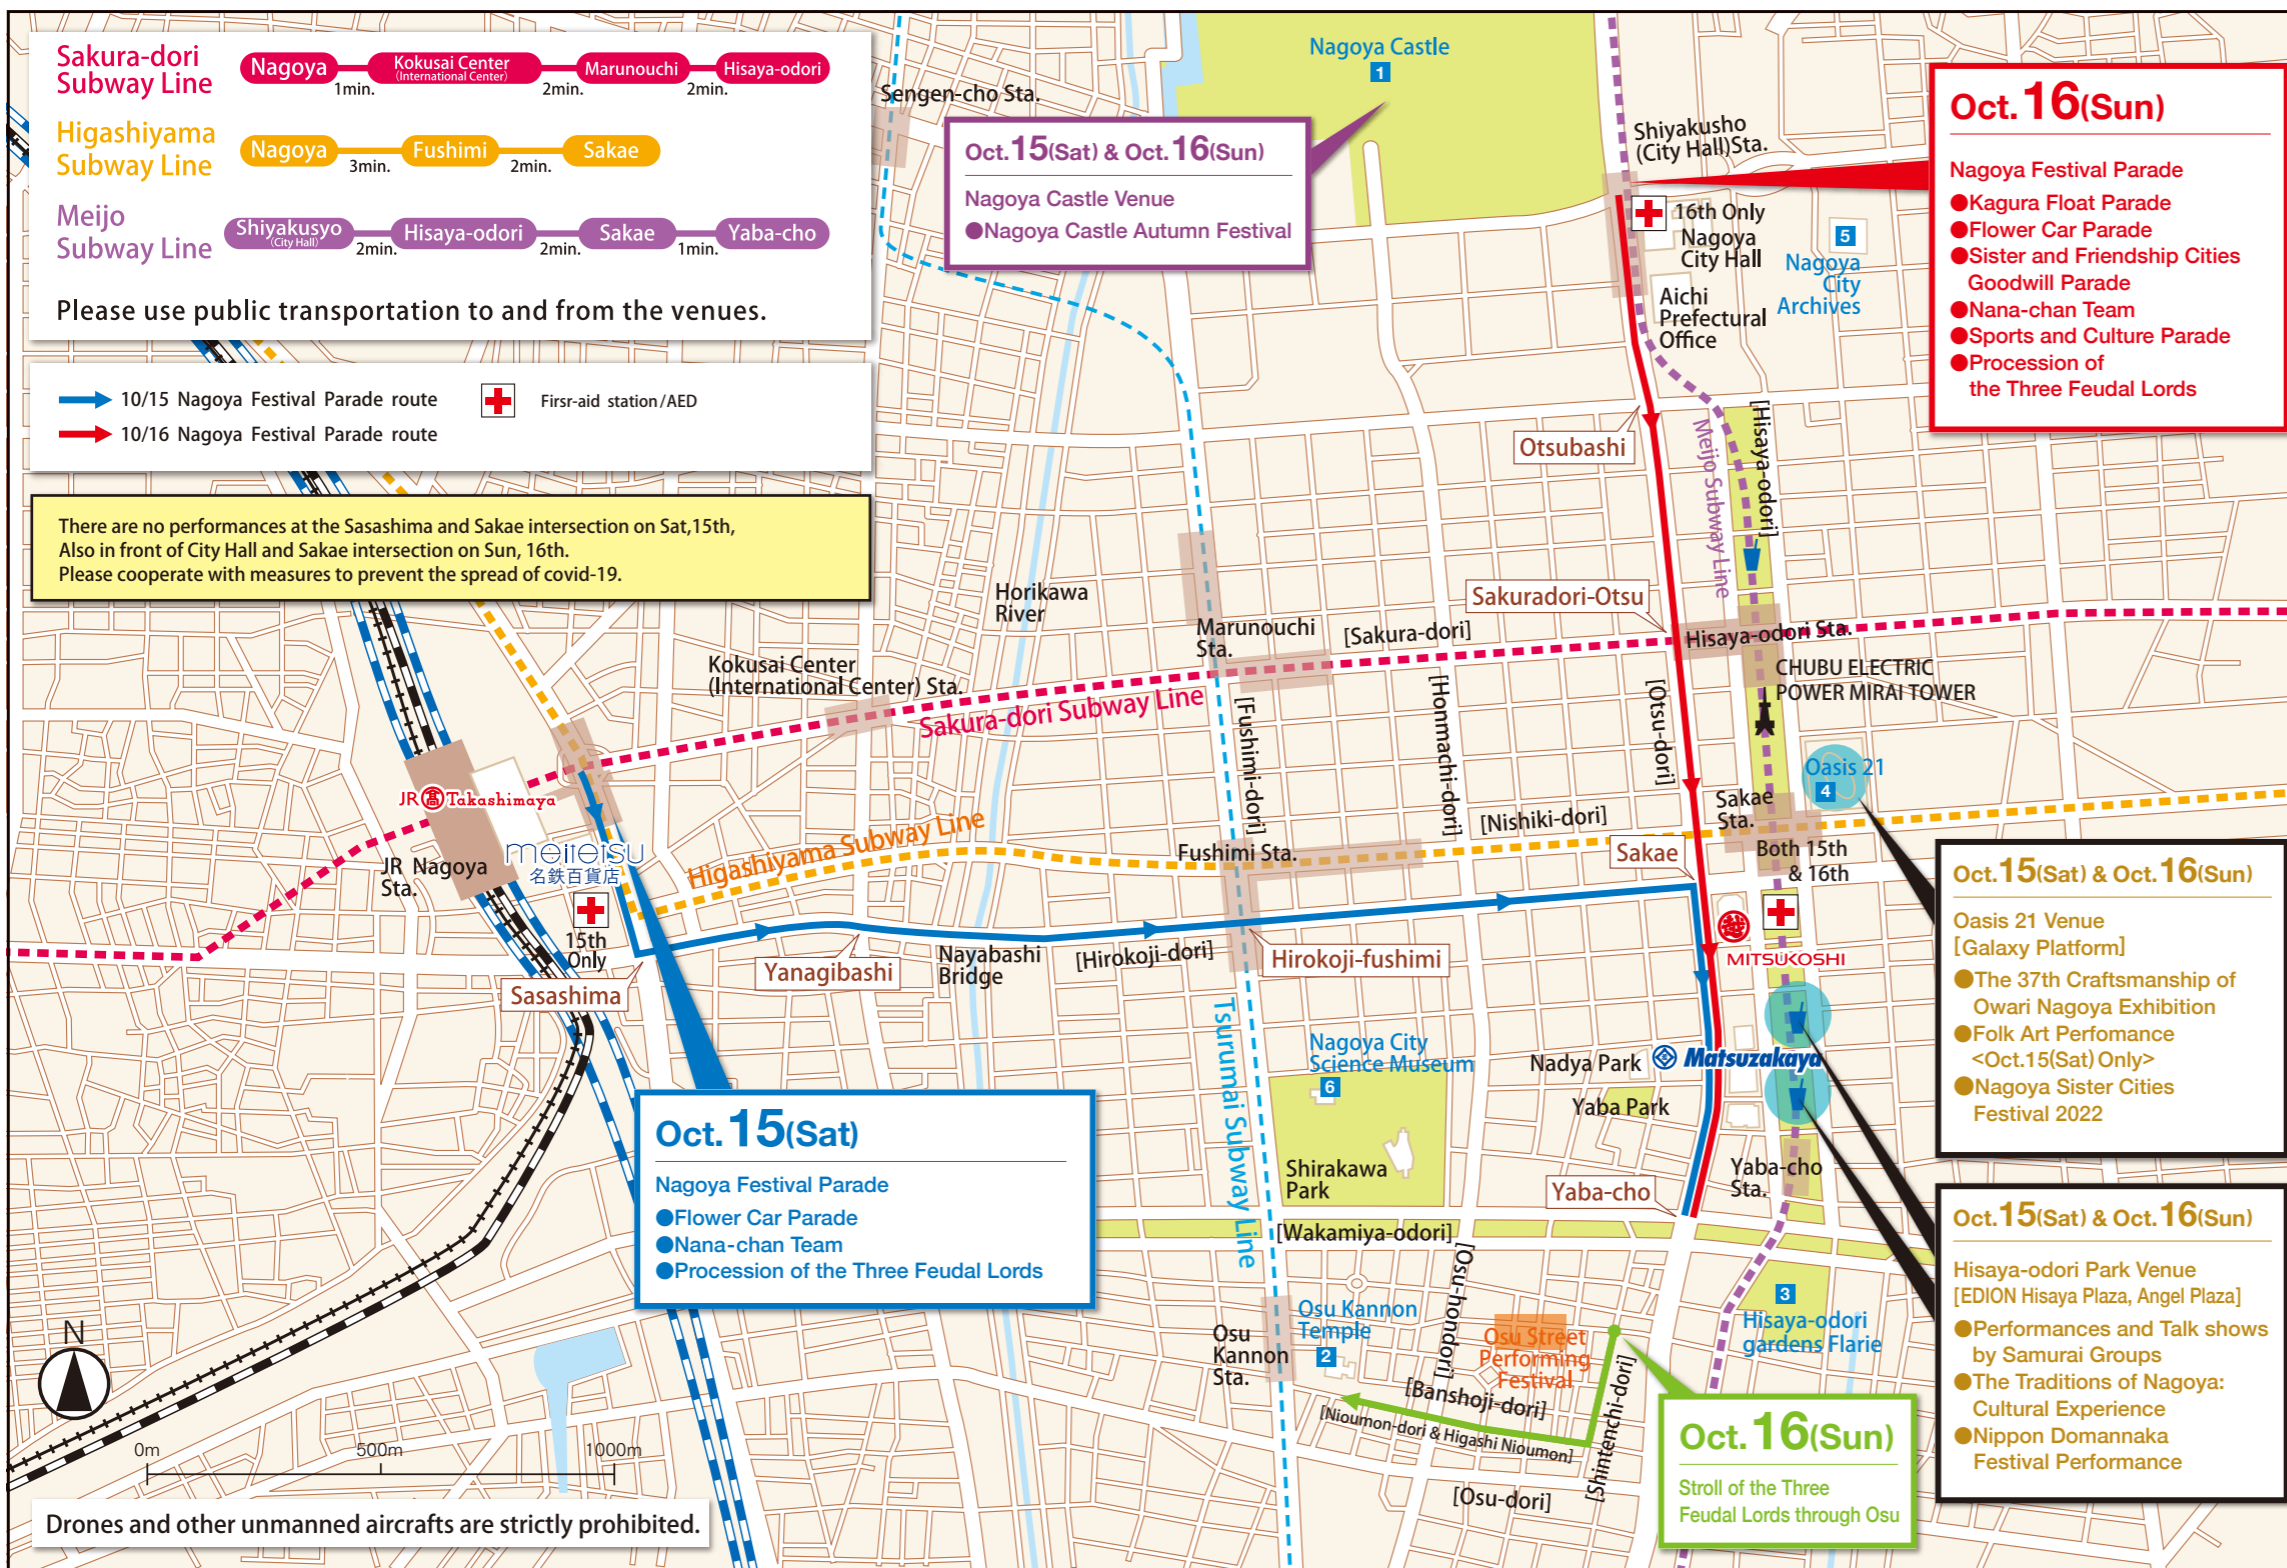 Sakura-dori
Subway Line
Nagoya
Kokusai Center
(International Center)
Marunouchi
Hisaya-odori
1min.
2min.
2min.
Higashiyama
Subway Line
Nagoya
Fushimi
Sakae
3min.
2min.
Meijo
Subway Line
Shiyakusyo
(City Hall)
Hisaya-odori
Sakae
Yaba-cho
2min.
2min.
1min.
Please use public transportation to and from the venues.
10/15 Nagoya Festival Parade route
10/16 Nagoya Festival Parade route
Firsr-aid station/AED
There are no performances at the Sasashima and Sakae intersection on Sat,15th,
Also in front of City Hall and Sakae intersection on Sun, 16th.
Please cooperate with measures to prevent the spread of covid-19.
Sengen-cho Sta.
Nagoya Castle
1
Oct.15(Sat) & Oct.16(Sun)
Nagoya Castle Venue
●Nagoya Castle Autumn Festival
Shiyakusho
(City Hall)Sta.
16th Only
Nagoya
City Hall
5
Nagoya
City
Archives
Aichi
Prefectural
Office
Oct.16(Sun)
Nagoya Festival Parade
●Kagura Float Parade
●Flower Car Parade
●Sister and Friendship Cities
Goodwill Parade
●Nana-chan Team
●Sports and Culture Parade
●Procession of
the Three Feudal Lords
Otsubashi
[Hisaya-odori]
Meijo Subway Line
Horikawa
River
Sakuradori-Otsu
Marunouchi
Sta.
[Sakura-dori]
Hisaya-odori Sta.
Kokusai Center
(International Center) Sta.
Sakura-dori Subway Line
CHUBU ELECTRIC
POWER MIRAI TOWER
[Fushimi-dori]
[Honmachi-dori]
[Otsu-dori]
Oasis 21
4
JR Takashimaya
JR Nagoya
Sta.
meitetsu
名鉄百貨店
Higashiyama Subway Line
[Nishiki-dori]
Fushimi Sta.
Sakae
Sta.
Sakae
Both 15th
& 16th
15th
Only
Sasashima
Yanagibashi
Nayabashi
Bridge
[Hirokoji-dori]
Hirokoji-fushimi
越
MITSUKOSHI
Oct.15(Sat) & Oct.16(Sun)
Oasis 21 Venue
[Galaxy Platform]
●The 37th Craftsmanship of
Owari Nagoya Exhibition
●Folk Art Perfomance
<Oct.15(Sat) Only>
●Nagoya Sister Cities
Festival 2022
Tsurumai Subway Line
Nagoya City
Science Museum
6
Nadya Park
Matsuzakaya
Yaba Park
Shirakawa
Park
Yaba-cho
Yaba-cho
Sta.
Oct.15(Sat)
Nagoya Festival Parade
●Flower Car Parade
●Nana-chan Team
●Procession of the Three Feudal Lords
[Wakamiya-odori]
Oct.15(Sat) & Oct.16(Sun)
Hisaya-odori Park Venue
[EDION Hisaya Plaza, Angel Plaza]
●Performances and Talk shows
by Samurai Groups
●The Traditions of Nagoya:
Cultural Experience
●Nippon Domannaka
Festival Performance
Osu
Kannon
Sta.
Osu Kannon
Temple
2
[Osu-hondori]
Osu Street
Performing
Festival
3
Hisaya-odori
gardens Flarie
[Banshoji-dori]
[Nioumon-dori & Higashi Nioumon]
[Shintenchi-dori]
[Osu-dori]
Oct.16(Sun)
Stroll of the Three
Feudal Lords through Osu
N
0m
500m
1000m
Drones and other unmanned aircrafts are strictly prohibited.